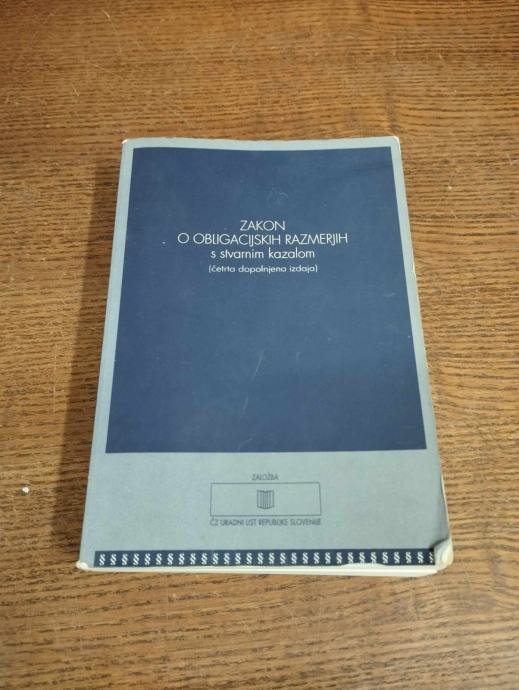 ZAKON
O OBLIGACIJSKIH RAZMERJIH
s stvarnim kazalom
(četrta dopolnjena izdaja)
ZALOŽBA
ČZ URADNI LIST REPUBLIKE SLOVENIJE
§ § § § § § § § § § § § § § § § § § § § § § § §